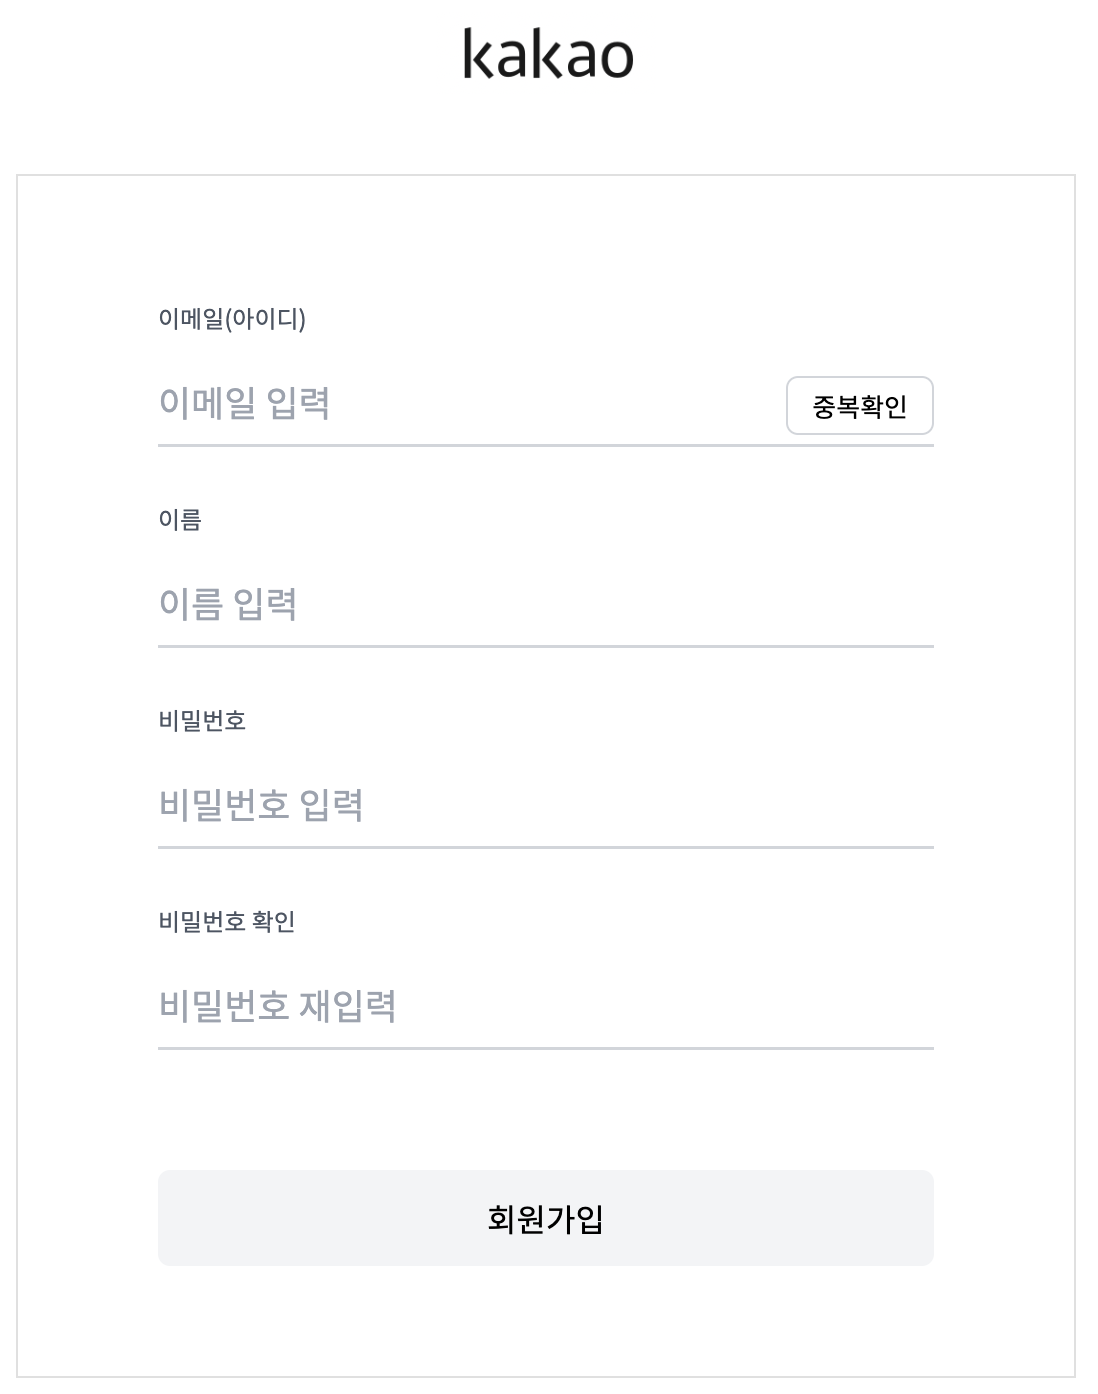 kakao
이메일(아이디)
이메일 입력
중복확인
이름
이름 입력
비밀번호
비밀번호 입력
비밀번호 확인
비밀번호 재입력
회원가입